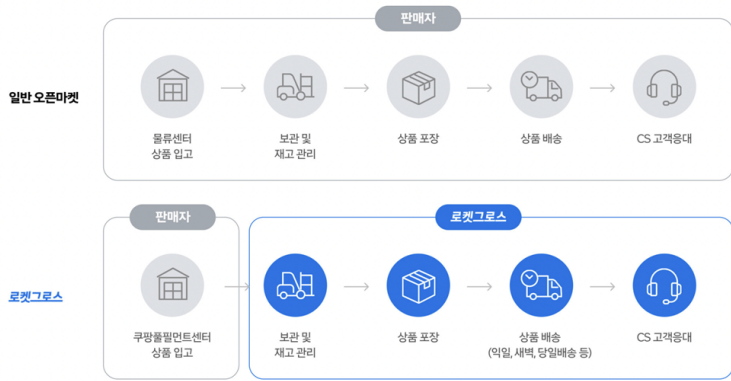 판매자
일반 오픈마켓
물류센터
상품 입고
보관 및
재고 관리
상품 포장
상품 배송
CS 고객응대
판매자
로켓그로스
로켓그로스
쿠팡풀필먼트센터
상품 입고
보관 및
재고 관리
상품 포장
상품 배송
(익일, 새벽, 당일배송 등)
CS 고객응대